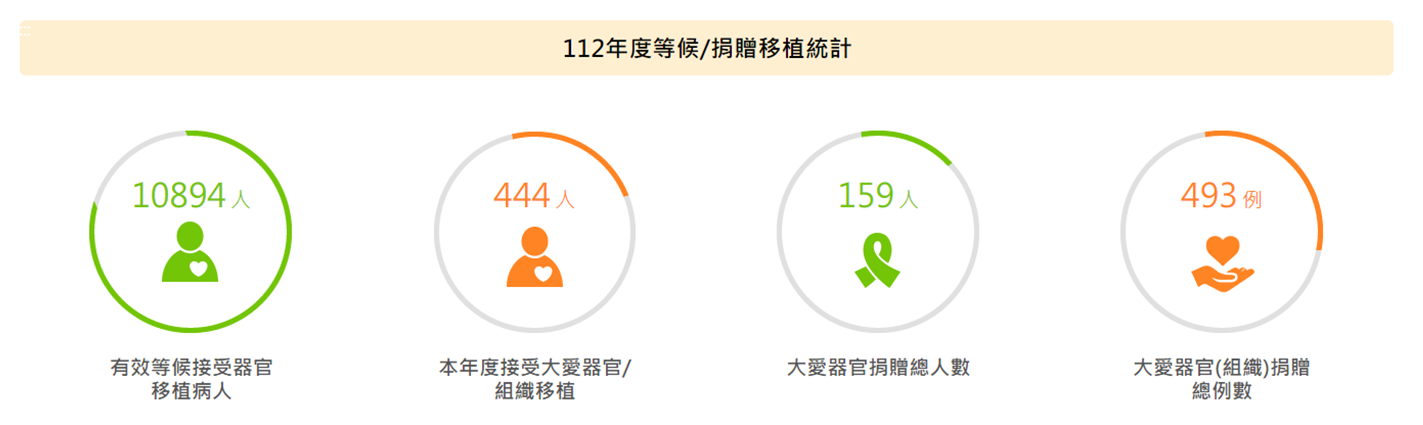 :::
112年度等候/捐贈移植統計
10894 人
444 人
159 人
493 例
有效等候接受器官
移植病人
本年度接受大愛器官/
組織移植
大愛器官捐贈總人數
大愛器官(組織)捐贈
總例數